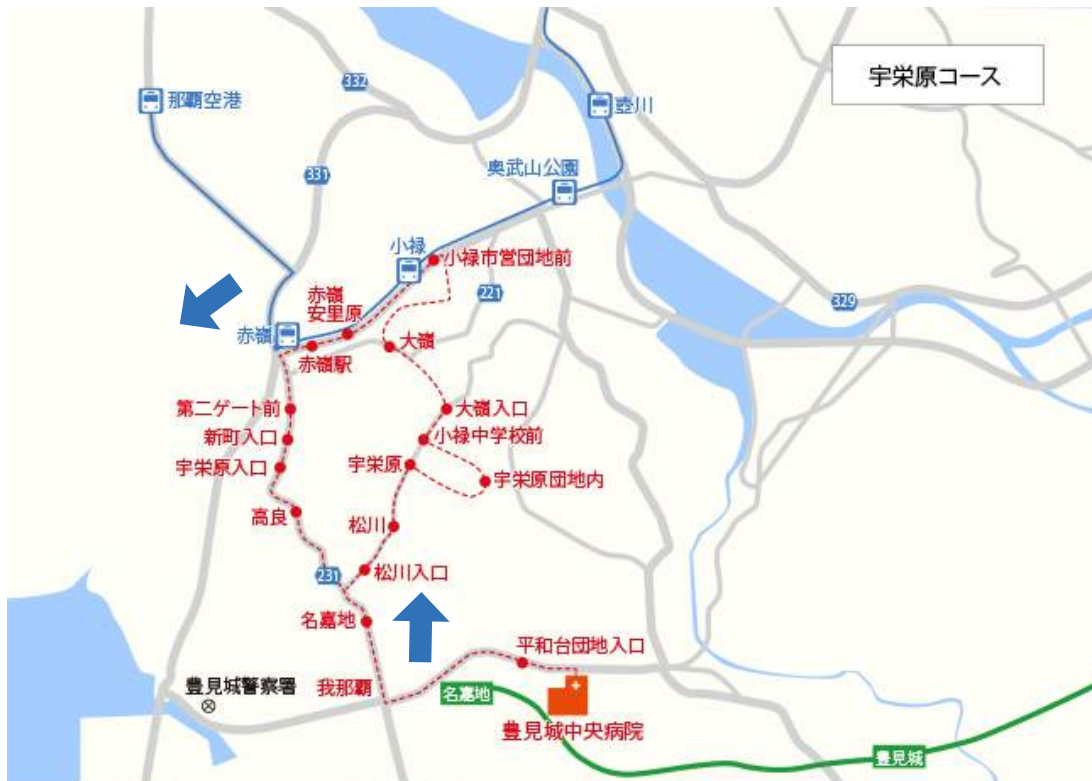 宇栄原コース
332
那覇空港
壺川
331
奥武山公園
小禄
小禄市営団地前
221
329
赤嶺
安里原
赤嶺
大嶺
赤嶺駅
第二ゲート前
大嶺入口
新町入口
小禄中学校前
宇栄原入口
宇栄原
宇栄原団地内
高良
松川
231
松川入口
名嘉地
平和台団地入口
豊見城警察署
我那覇
名嘉地
豊見城中央病院
豊見城